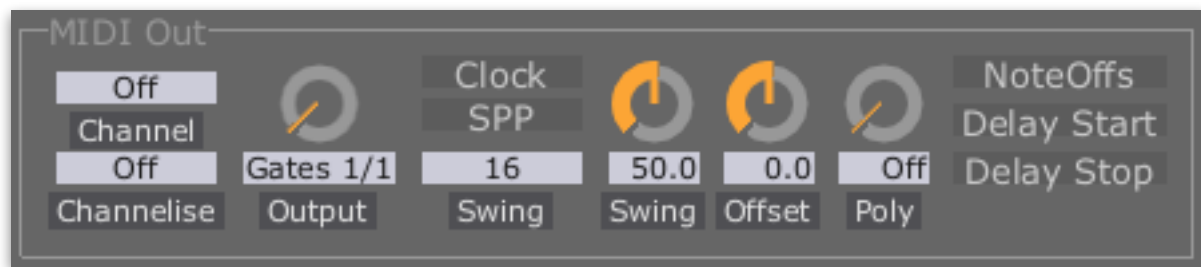 MIDI Out
Off
Channel
Off
Channelise
Gates 1/1
Output
Clock
SPP
16
Swing
50.0
Swing
0.0
Offset
Off
Poly
NoteOffs
Delay Start
Delay Stop